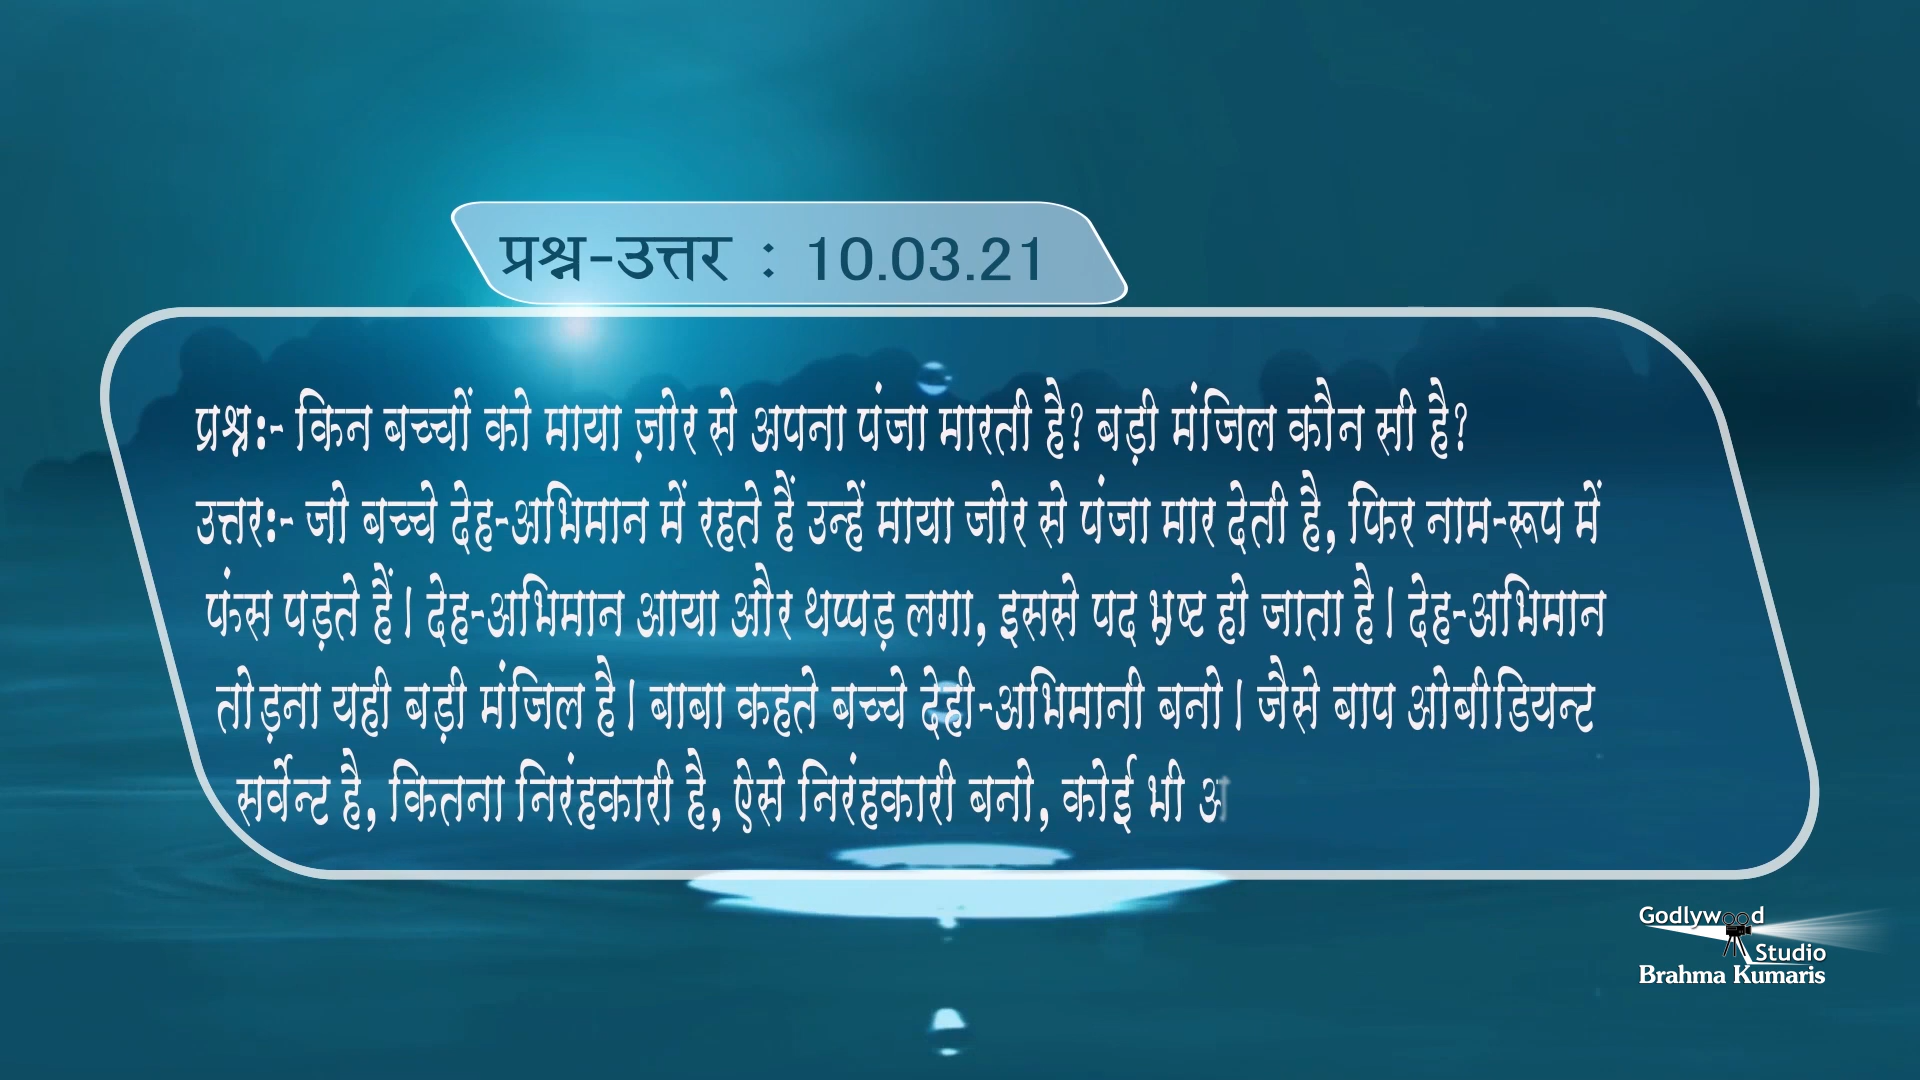 प्रश्न-उत्तर : 10.03.21
प्रश्न:- किन बच्चों को माया ज़ोर से अपना पंजा मारती है? बड़ी मंजिल कौन सी है?
उत्तर:- जो बच्चे देह-अभिमान में रहते हैं उन्हें माया जोर से पंजा मार देती है, फिर नाम-रूप में
फंस पड़ते हैं। देह-अभिमान आया और थप्पड़ लगा, इससे पद भ्रष्ट हो जाता है। देह-अभिमान
तोड़ना यही बड़ी मंजिल है। बाबा कहते बच्चे देही-अभिमानी बनो। जैसे बाप ओबीडियन्ट
सर्वेन्ट है, कितना निरंहकारी है, ऐसे निरंहकारी बनो, कोई भी
Godlywood
Studio
Brahma Kumaris